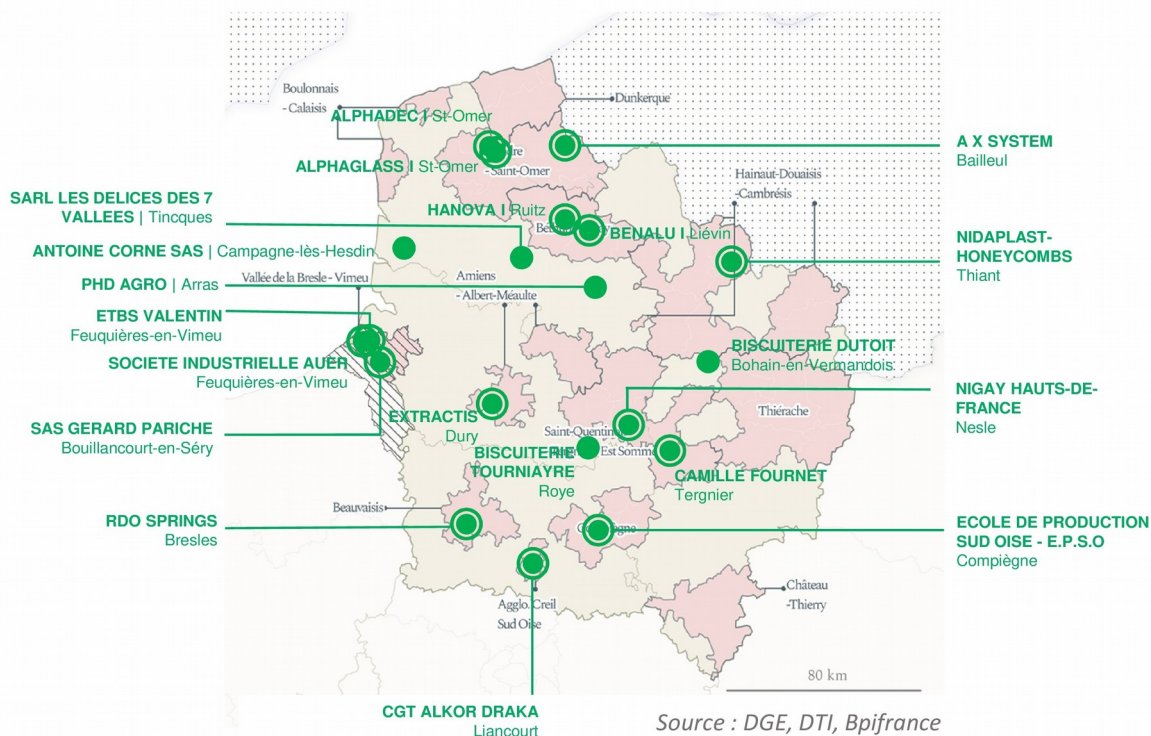 Boulonnais
- Calaisis
Dunkerque
ALPHADEC I St-Omer
A X SYSTEM
Bailleul
ALPHAGLASS I St-Omer
- Saint-Omer
Hainaut-Douaisis
- Cambrésis
SARL LES DELICES DES 7
VALLEES | Tincques
HANOVA I Ruitz
BENALU I Liévin
ANTOINE CORNE SAS | Campagne-lès-Hesdin
NIDAPLAST-
HONEYCOMBS
Thiant
Vallée de la Bresle - Vimeu
Amiens
- Albert-Méaulte
PHD AGRO | Arras
ETBS VALENTIN
Feuquières-en-Vimeu
BISCUITERIE DUTOIT
Bohain-en-Vermandois
SOCIETE INDUSTRIELLE AUER
Feuquières-en-Vimeu
NIGAY HAUTS-DE-
FRANCE
Nesle
Thiérache
EXTRACTIS
Dury
SAS GERARD PARICHE
Bouillancourt-en-Séry
Saint-Quentin
Est Somme
BISCUITERIE
TOURNIAYRE
Roye
CAMILLE FOURNET
Tergnier
Beauvaisis
RDO SPRINGS
Bresles
ECOLE DE PRODUCTION
SUD OISE - E.P.S.O
Compiègne
Château
-Thierry
Agglo. Creil
Sud Oise
80 km
CGT ALKOR DRAKA
Liancourt
Source : DGE, DTI, Bpifrance